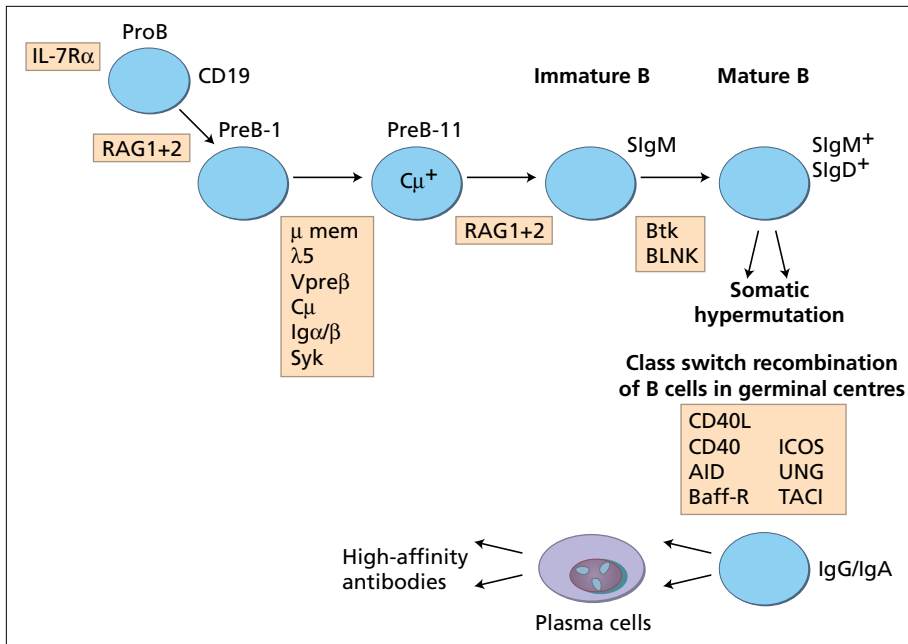 ProB
IL-7Rα
CD19
Immature B
Mature B
RAG1+2
PreB-1
PreB-11
SIgM
SIgM⁺
SIgD⁺
Cμ⁺
μ mem
λ5
Vpreβ
Cμ
Igα/β
Syk
RAG1+2
Btk
BLNK
Somatic
hypermutation
Class switch recombination
of B cells in germinal centres
CD40L
CD40 ICOS
AID UNG
Baff-R TACI
High-affinity
antibodies
Plasma cells
IgG/IgA